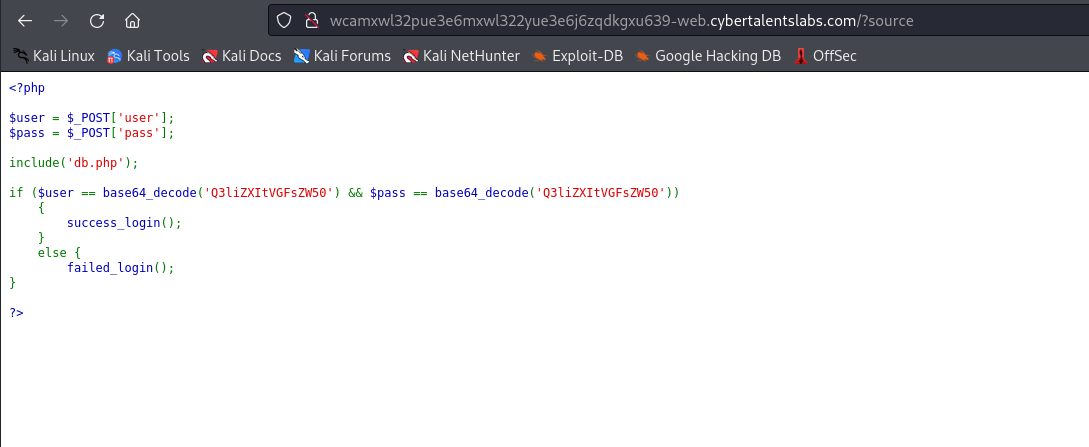 wcamxwl32pue3e6mxwl322yue3e6j6zqdkgxu639-web.cybertalentslabs.com/?source
Kali Linux Kali Tools Kali Docs Kali Forums Kali NetHunter Exploit-DB Google Hacking DB OffSec
<?php
$user = $_POST['user'];
$pass = $_POST['pass'];
include('db.php');
if ($user == base64_decode('Q3liZXItVGFsZW50') && $pass == base64_decode('Q3liZXItVGFsZW50'))
{
success_login();
}
else {
failed_login();
}
?>